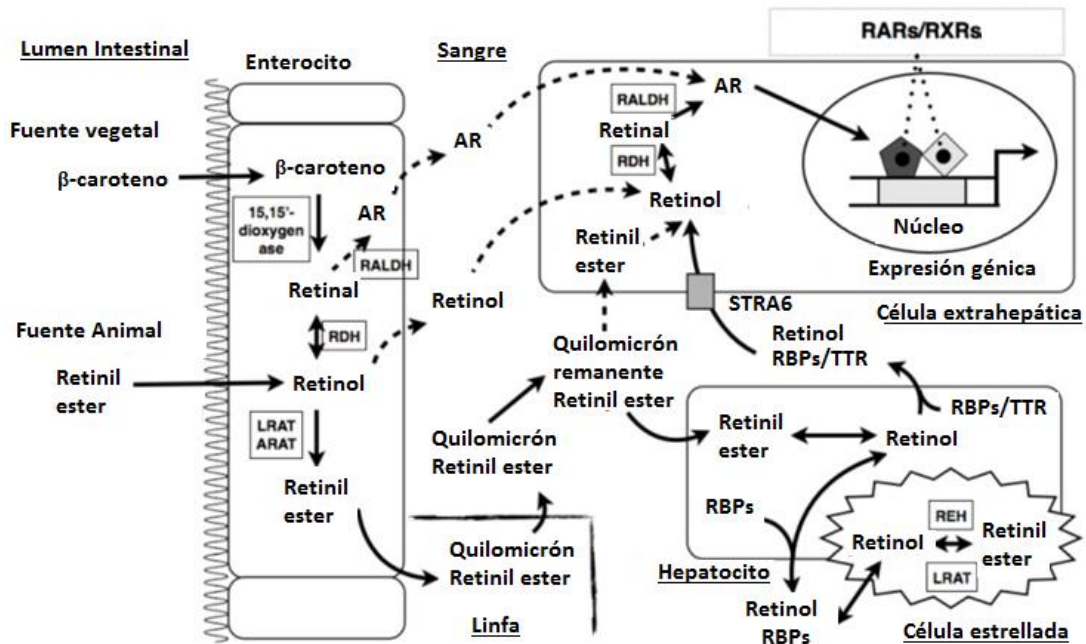 RARs/RXRs
Lumen Intestinal
Enterocito
Sangre
Fuente vegetal
β-caroteno
β-caroteno
15,15'-
dioxygen
ase
AR
RALDH
Retinal
RDH
Fuente Animal
Retinil
ester
Retinol
LRAT
ARAT
Retinil
ester
AR
Retinol
Quilomicrón
remanente
Retinil ester
Quilomicrón
Retinil ester
Quilomicrón
Retinil ester
Linfa
AR
RALDH
Retinal
RDH
Retinol
Retinil
ester
Núcleo
Expresión génica
STRA6
Célula extrahepática
Retinol
RBPs/TTR
RBPs/TTR
Retinil
ester
Retinol
RBPs
REH
Retinol
Retinil
ester
LRAT
Hepatocito
Retinol
RBPs
Célula estrellada